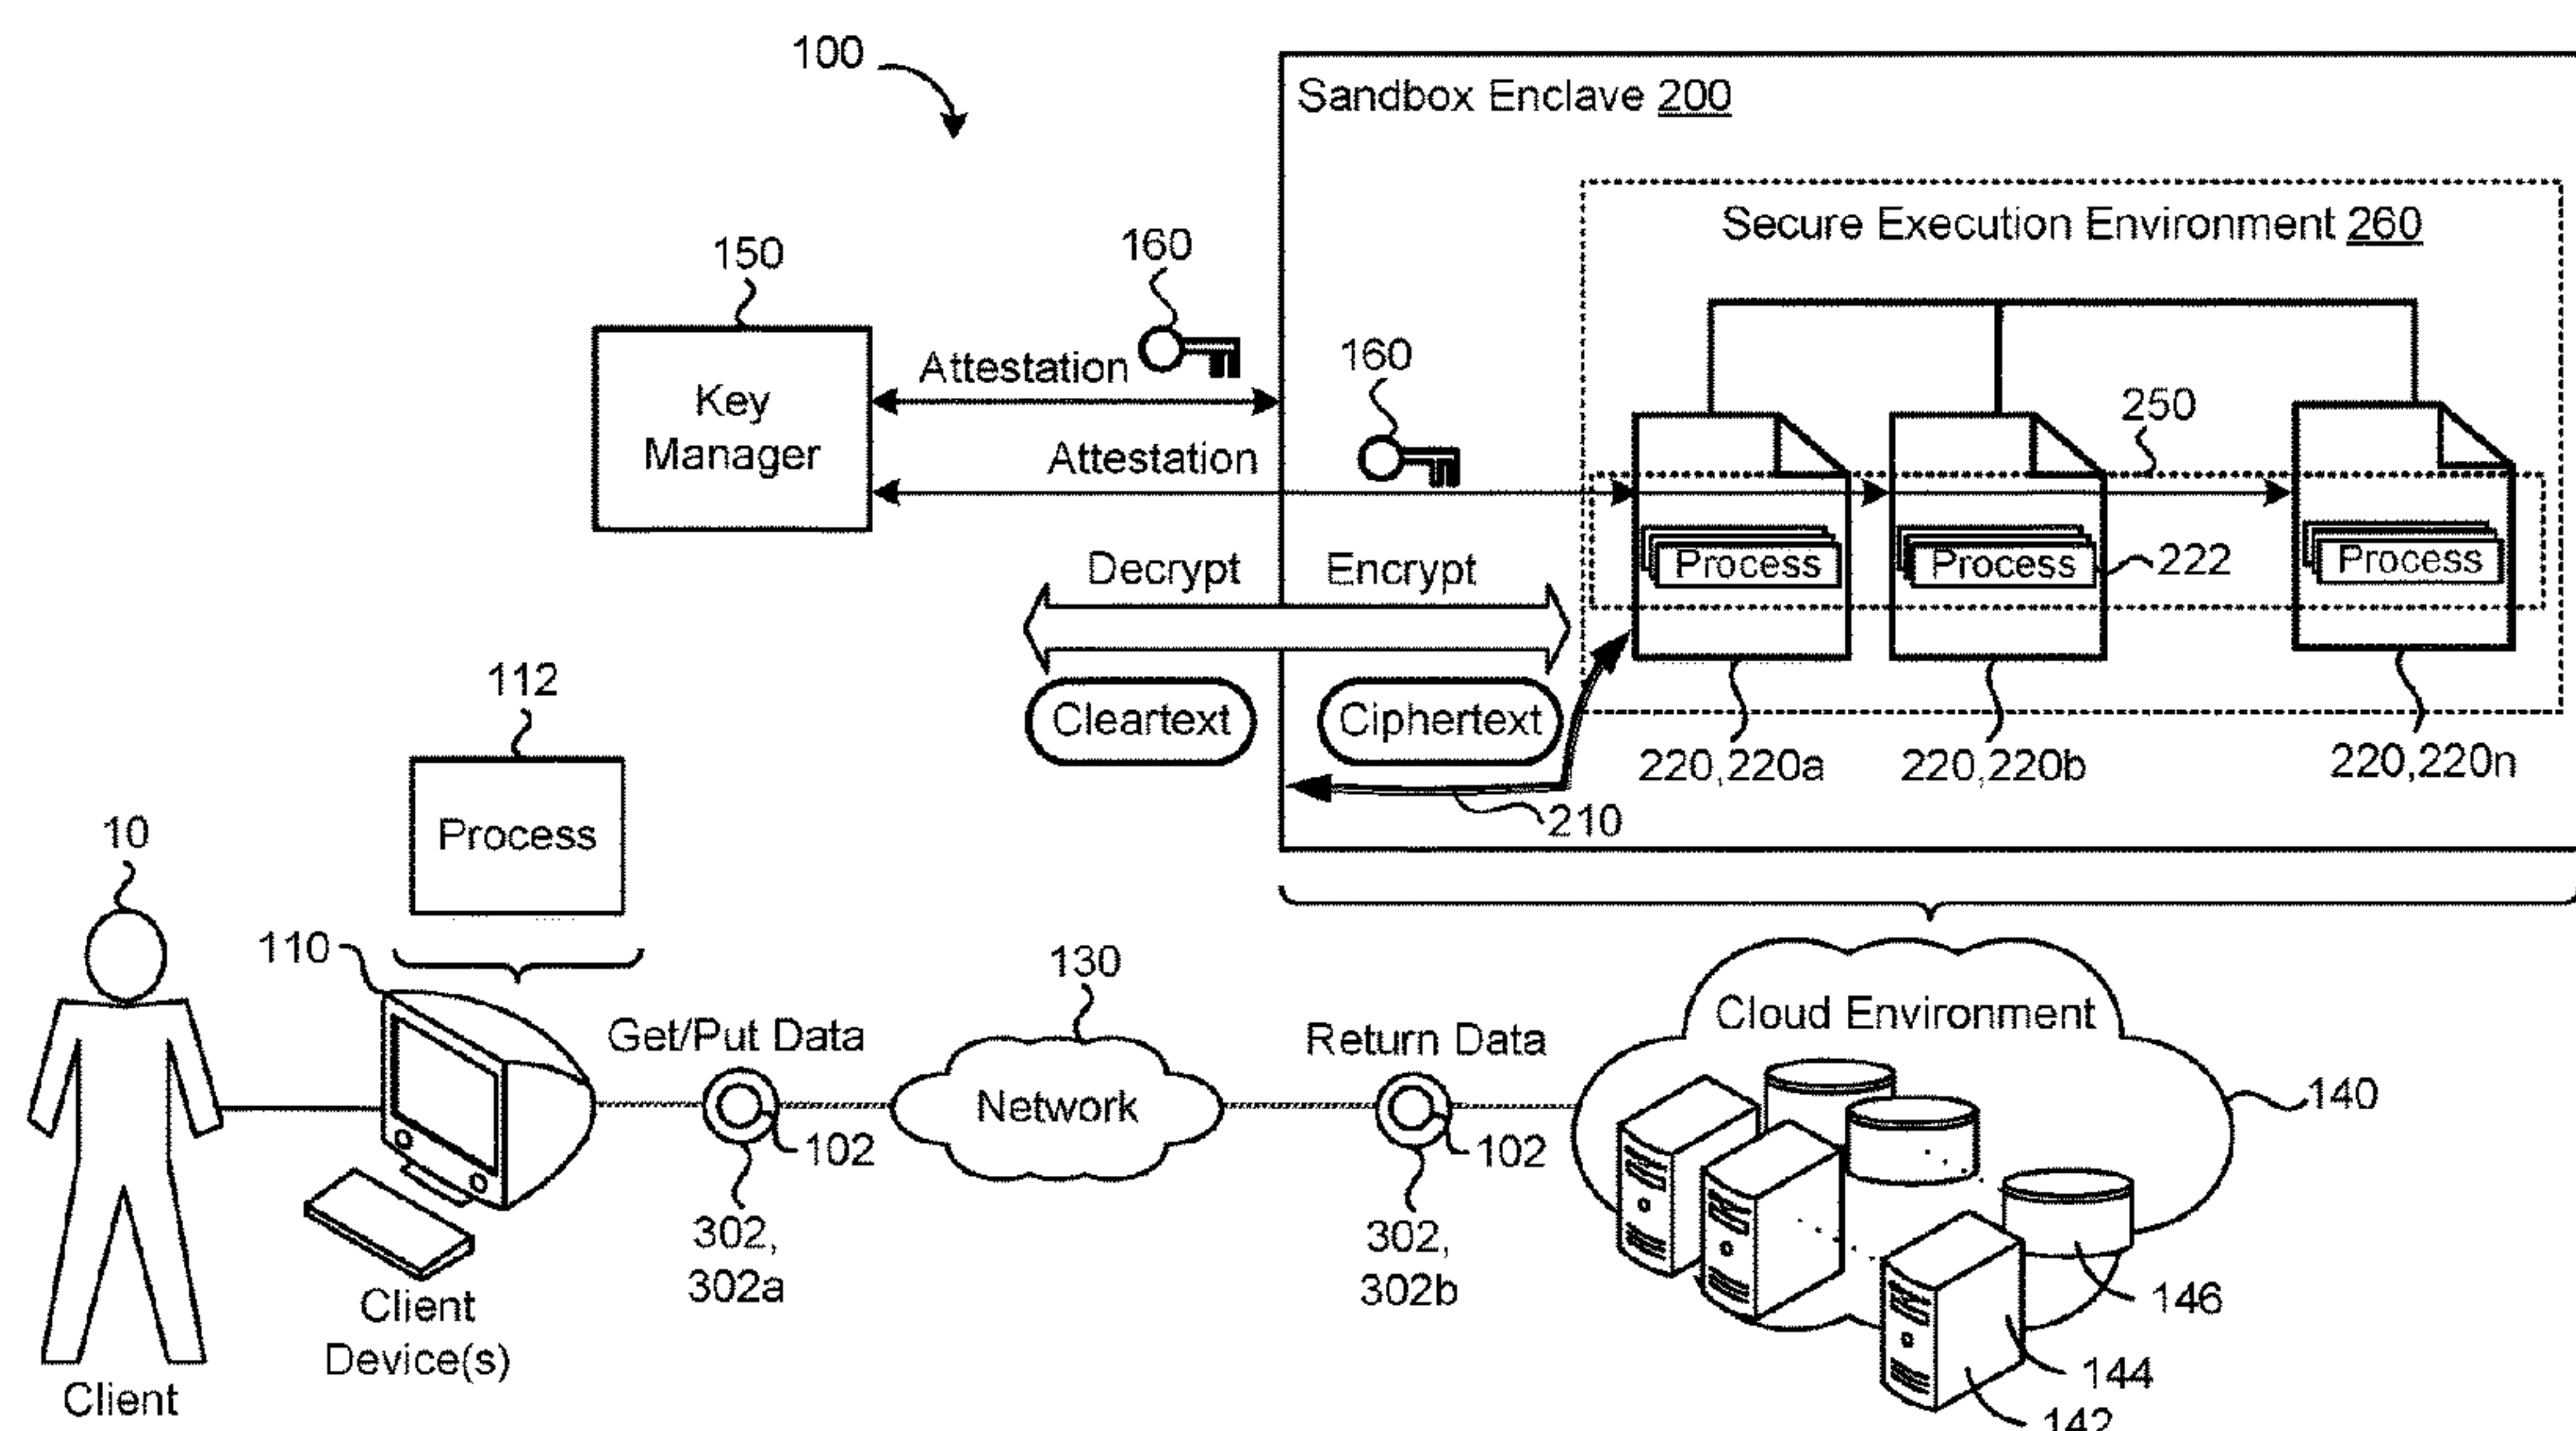 100
Sandbox Enclave 200
Secure Execution Environment 260
150
160
Key
Manager
Attestation
160
Attestation
250
Process
Process
222
Process
Decrypt
Encrypt
Cleartext
Ciphertext
220,220a
220,220b
220,220n
210
112
Process
10
110
Get/Put Data
130
Network
Return Data
Cloud Environment
140
102
102
302,
302a
302,
302b
146
144
142
Client
Device(s)
Client